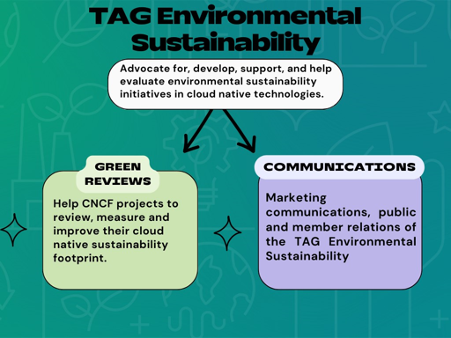 TAG Environmental
Sustainability
Advocate for, develop, support, and help
evaluate environmental sustainability
initiatives in cloud native technologies.
GREEN
REVIEWS
Help CNCF projects to
review, measure and
improve their cloud
native sustainability
footprint.
COMMUNICATIONS
Marketing
communications, public
and member relations of
the TAG Environmental
Sustainability